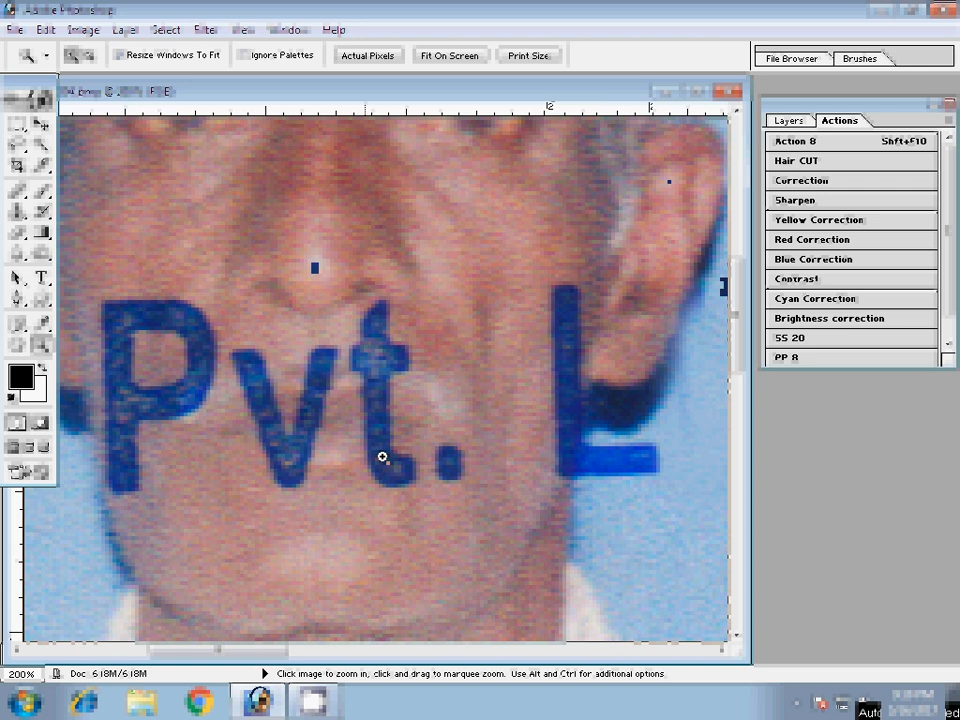 Adobe Photoshop
File Edit Image Layer Select Filter View Window Help
Resize Windows To Fit Ignore Palettes Actual Pixels Fit On Screen Print Size
File Browser Brushes
Layers Actions
Action 8 Shft+F10
Hair CUT
Correction
Sharpen
Yellow Correction
Red Correction
Blue Correction
Contrast
Cyan Correction
Brightness correction
SS 20
PP 8
Pvt. L
200% Doc: 6.18M/6.18M Click image to zoom in, click and drag to marquee zoom. Use Alt and Ctrl for additional options.